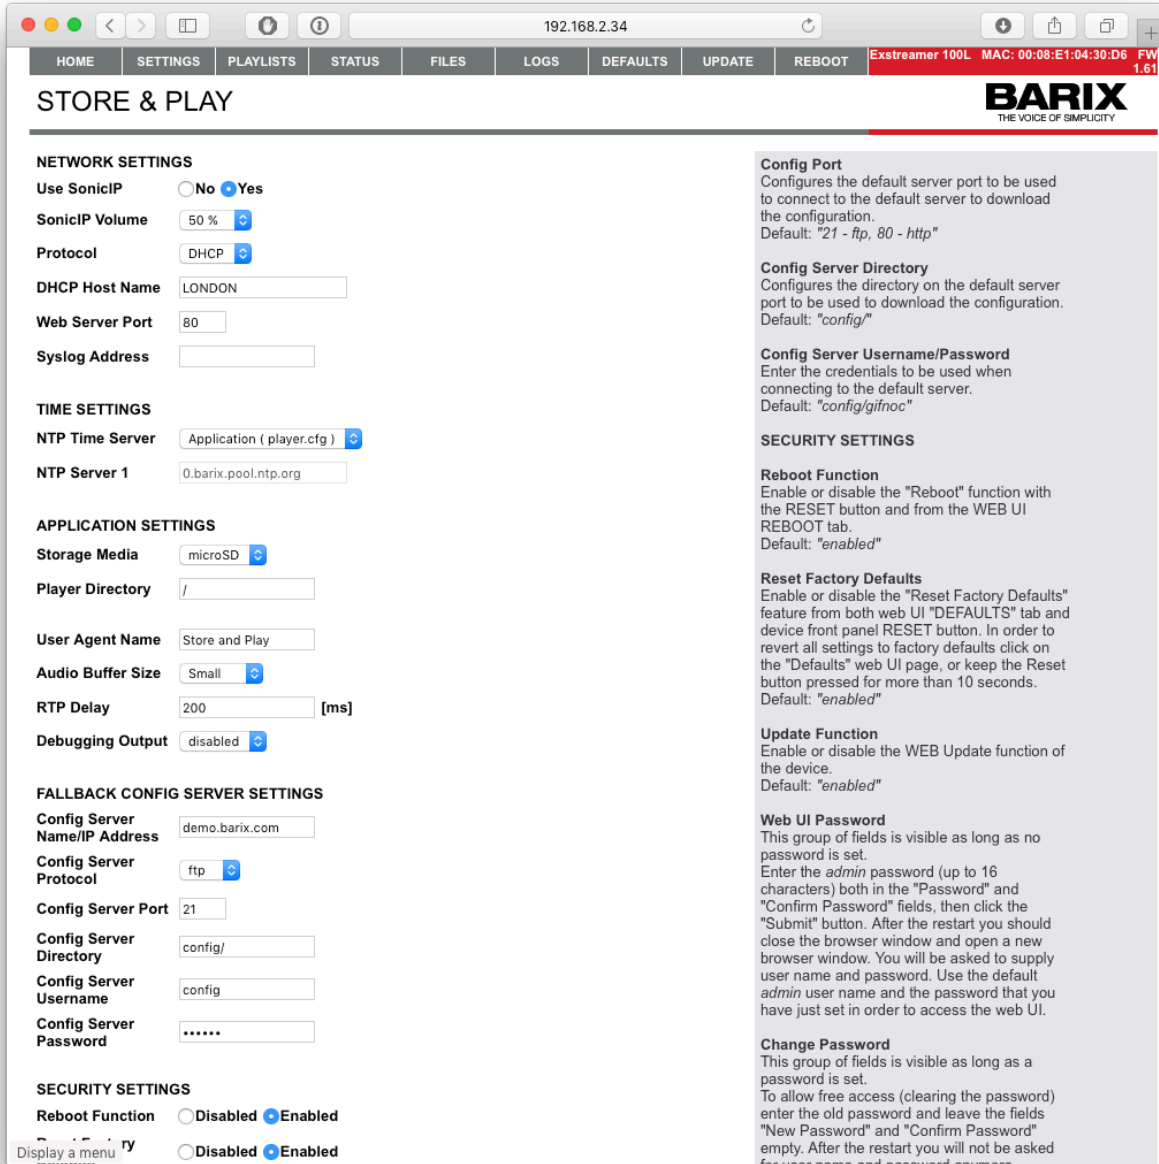 192.168.2.34
HOME SETTINGS PLAYLISTS STATUS FILES LOGS DEFAULTS UPDATE REBOOT
Exstreamer 100L MAC: 00:08:E1:04:30:D6 FW
1.61
STORE & PLAY
BARIX
THE VOICE OF SIMPLICITY
NETWORK SETTINGS
Use SonicIP No Yes
SonicIP Volume 50 %
Protocol DHCP
DHCP Host Name LONDON
Web Server Port 80
Syslog Address
TIME SETTINGS
NTP Time Server Application ( player.cfg )
NTP Server 1 0.barix.pool.ntp.org
APPLICATION SETTINGS
Storage Media microSD
Player Directory /
User Agent Name Store and Play
Audio Buffer Size Small
RTP Delay 200 [ms]
Debugging Output disabled
FALLBACK CONFIG SERVER SETTINGS
Config Server
Name/IP Address demo.barix.com
Config Server
Protocol ftp
Config Server Port 21
Config Server
Directory config/
Config Server
Username config
Config Server
Password ••••••
SECURITY SETTINGS
Reboot Function Disabled Enabled
Disabled Enabled
Display a menu
Config Port
Configures the default server port to be used
to connect to the default server to download
the configuration.
Default: "21 - ftp, 80 - http"
Config Server Directory
Configures the directory on the default server
port to be used to download the configuration.
Default: "config/"
Config Server Username/Password
Enter the credentials to be used when
connecting to the default server.
Default: "config/gifnoc"
SECURITY SETTINGS
Reboot Function
Enable or disable the "Reboot" function with
the RESET button and from the WEB UI
REBOOT tab.
Default: "enabled"
Reset Factory Defaults
Enable or disable the "Reset Factory Defaults"
feature from both web UI "DEFAULTS" tab and
device front panel RESET button. In order to
revert all settings to factory defaults click on
the "Defaults" web UI page, or keep the Reset
button pressed for more than 10 seconds.
Default: "enabled"
Update Function
Enable or disable the WEB Update function of
the device.
Default: "enabled"
Web UI Password
This group of fields is visible as long as no
password is set.
Enter the admin password (up to 16
characters) both in the "Password" and
"Confirm Password" fields, then click the
"Submit" button. After the restart you should
close the browser window and open a new
browser window. You will be asked to supply
user name and password. Use the default
admin user name and the password that you
have just set in order to access the web UI.
Change Password
This group of fields is visible as long as a
password is set.
To allow free access (clearing the password)
enter the old password and leave the fields
"New Password" and "Confirm Password"
empty. After the restart you will not be asked
for user name and password anymore